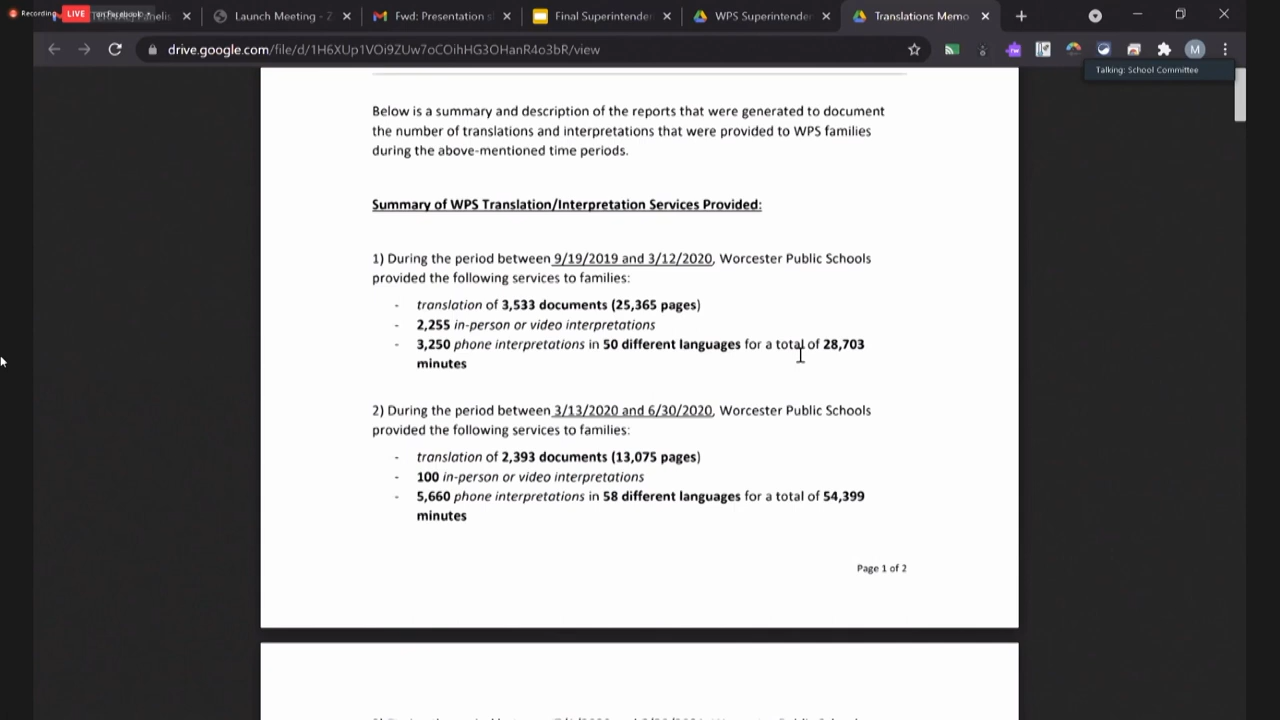 Recording LIVE on Facebook
Launch Meeting - Z
Fwd: Presentation s
Final Superintender
WPS Superintender
Translations Memo
drive.google.com/file/d/1H6XUp1VOi9ZUw7oCOihHG3OHanR4o3bR/view
M
Talking: School Committee
Below is a summary and description of the reports that were generated to document
the number of translations and interpretations that were provided to WPS families
during the above-mentioned time periods.
Summary of WPS Translation/Interpretation Services Provided:
1) During the period between 9/19/2019 and 3/12/2020, Worcester Public Schools
provided the following services to families:
- translation of 3,533 documents (25,365 pages)
- 2,255 in-person or video interpretations
- 3,250 phone interpretations in 50 different languages for a total of 28,703
minutes
2) During the period between 3/13/2020 and 6/30/2020, Worcester Public Schools
provided the following services to families:
- translation of 2,393 documents (13,075 pages)
- 100 in-person or video interpretations
- 5,660 phone interpretations in 58 different languages for a total of 54,399
minutes
Page 1 of 2